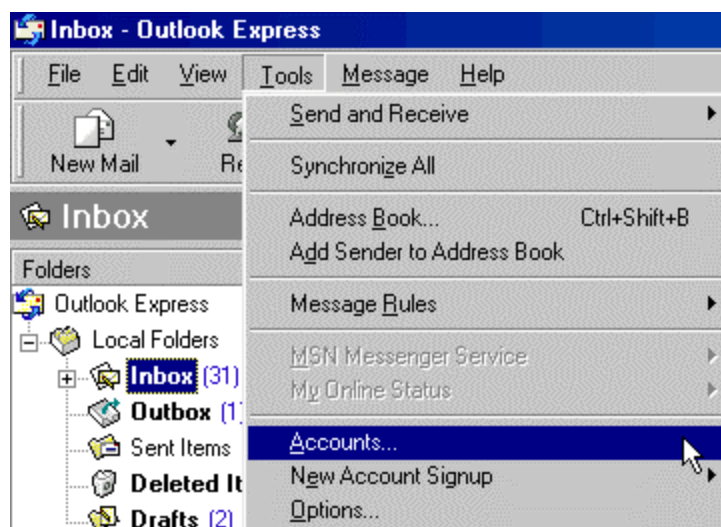 Inbox - Outlook Express
File Edit View Tools Message Help
New Mail
Send and Receive
Synchronize All
Address Book... Ctrl+Shift+B
Add Sender to Address Book
Message Rules
MSN Messenger Service
My Online Status
Accounts...
New Account Signup
Options...
Inbox
Folders
Outlook Express
Local Folders
Inbox (31)
Outbox (1)
Sent Items
Deleted It
Drafts (2)